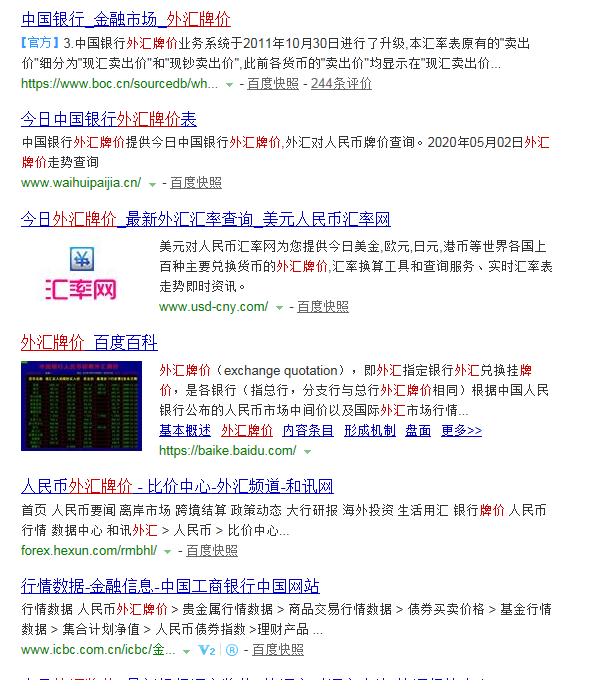 中国银行_金融市场_外汇牌价
【官方】3.中国银行外汇牌价业务系统于2011年10月30日进行了升级,本汇率表原有的"卖出
价"细分为"现汇卖出价"和"现钞卖出价",此前各货币的"卖出价"均显示在"现汇卖出价...
https://www.boc.cn/sourcedb/wh... - 百度快照 - 244条评价
今日中国银行外汇牌价表
中国银行外汇牌价提供今日中国银行外汇牌价,外汇对人民币牌价查询。2020年05月02日外汇
牌价走势查询
www.waihuipaijia.cn/ - 百度快照
今日外汇牌价_最新外汇汇率查询_美元人民币汇率网
汇率网
美元对人民币汇率网为您提供今日美金,欧元,日元,港币等世界各国上
百种主要兑换货币的外汇牌价,汇率换算工具和查询服务、实时汇率表
走势即时资讯。
www.usd-cny.com/ - 百度快照
外汇牌价_百度百科
外汇牌价（exchange quotation），即外汇指定银行外汇兑换挂牌
价，是各银行（指总行，分支行与总行外汇牌价相同）根据中国人民
银行公布的人民币市场中间价以及国际外汇市场行情...
基本概述 外汇牌价 内容条目 形成机制 盘面 更多>>
https://baike.baidu.com/
人民币外汇牌价 - 比价中心-外汇频道-和讯网
首页 人民币要闻 离岸市场 跨境结算 政策动态 大行研报 海外投资 生活用汇 银行牌价 人民币
行情 数据中心 和讯外汇 > 人民币 > 比价中心...
forex.hexun.com/rmbhl/ - 百度快照
行情数据-金融信息-中国工商银行中国网站
行情数据 人民币外汇牌价 > 贵金属行情数据 > 商品交易行情数据 > 债券买卖价格 > 基金行情
数据 > 集合计划净值 > 人民币债券指数 >理财产品 ...
www.icbc.com.cn/icbc/金... V2 ® - 百度快照